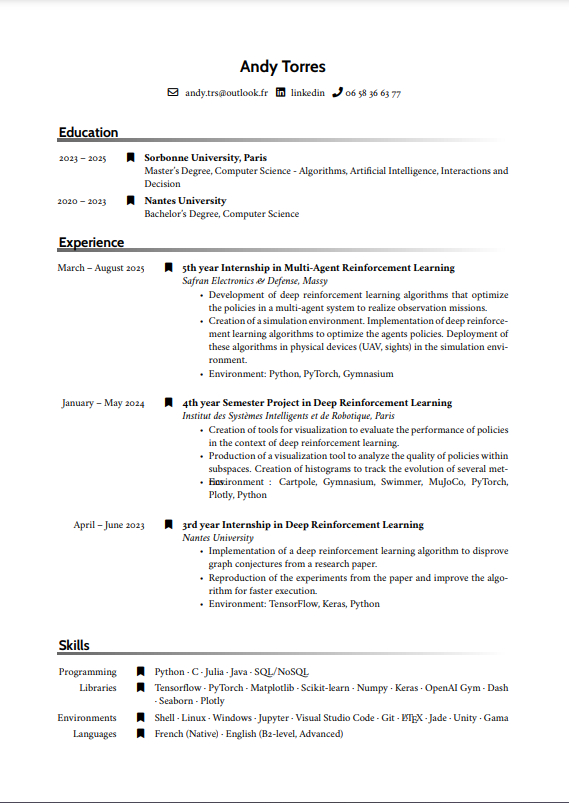 Andy Torres
andy.trs@outlook.fr linkedin 06 58 36 63 77
Education
2023 – 2025 Sorbonne University, Paris
Master's Degree, Computer Science - Algorithms, Artificial Intelligence, Interactions and
Decision
2020 – 2023 Nantes University
Bachelor's Degree, Computer Science
Experience
March – August 2025 5th year Internship in Multi-Agent Reinforcement Learning
Safran Electronics & Defense, Massy
• Development of deep reinforcement learning algorithms that optimize
the policies in a multi-agent system to realize observation missions.
• Creation of a simulation environment. Implementation of deep reinforce-
ment learning algorithms to optimize the agents policies. Deployment of
these algorithms in physical devices (UAV, sights) in the simulation envi-
ronment.
• Environment: Python, PyTorch, Gymnasium
January – May 2024 4th year Semester Project in Deep Reinforcement Learning
Institut des Systèmes Intelligents et de Robotique, Paris
• Creation of tools for visualization to evaluate the performance of policies
in the context of deep reinforcement learning.
• Production of a visualization tool to analyze the quality of policies within
subspaces. Creation of histograms to track the evolution of several met-
rics.
• Environment : Cartpole, Gymnasium, Swimmer, MuJoCo, PyTorch,
Plotly, Python
April – June 2023 3rd year Internship in Deep Reinforcement Learning
Nantes University
• Implementation of a deep reinforcement learning algorithm to disprove
graph conjectures from a research paper.
• Reproduction of the experiments from the paper and improve the algo-
rithm for faster execution.
• Environment: TensorFlow, Keras, Python
Skills
Programming Python · C · Julia · Java · SQL/NoSQL
Libraries Tensorflow · PyTorch · Matplotlib · Scikit-learn · Numpy · Keras · OpenAI Gym · Dash
· Seaborn · Plotly
Environments Shell · Linux · Windows · Jupyter · Visual Studio Code · Git · LATEX · Jade · Unity · Gama
Languages French (Native) · English (B2-level, Advanced)